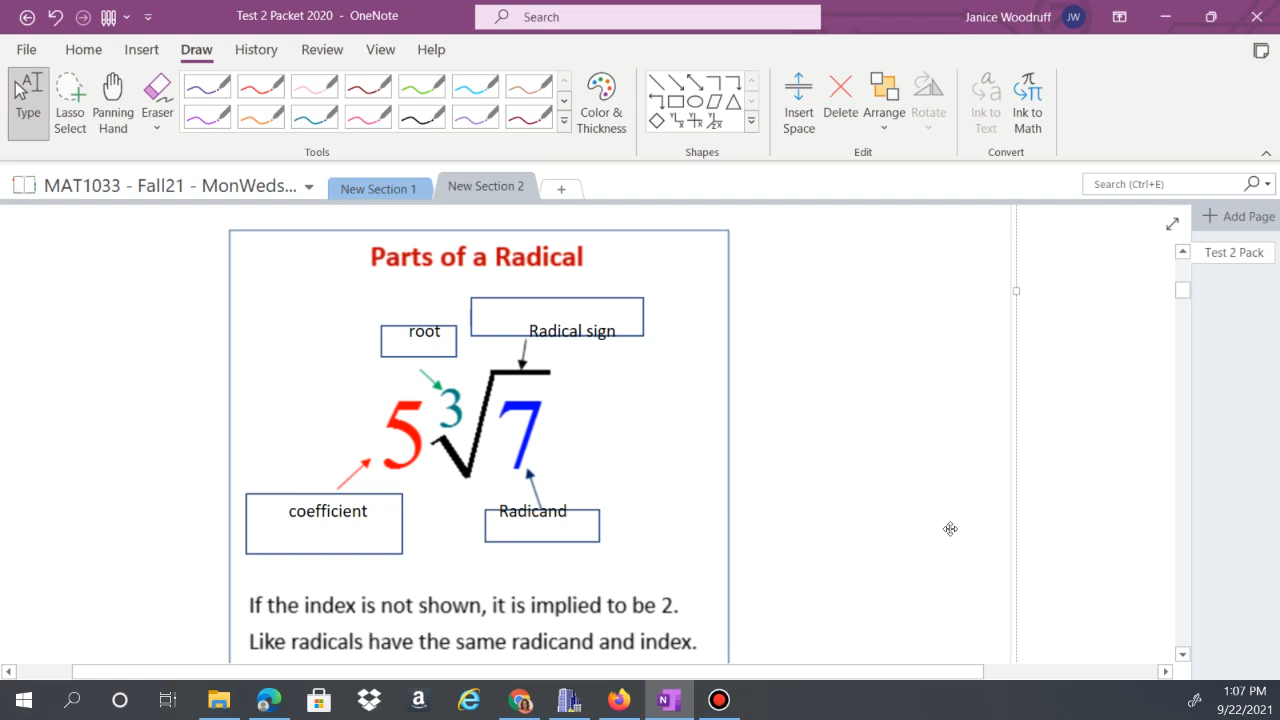 Test 2 Packet 2020 - OneNote
Search
Janice Woodruff
JW
File Home Insert Draw History Review View Help
Type
Lasso Select
Panning Hand
Eraser
Color & Thickness
Insert Space
Delete
Arrange
Rotate
Ink to Text
Ink to Math
Tools
Shapes
Edit
Convert
MAT1033 - Fall21 - MonWeds...
New Section 1
New Section 2
+
Search (Ctrl+E)
Add Page
Test 2 Pack
Parts of a Radical
root
Radical sign
5 ∛7
coefficient
Radicand
If the index is not shown, it is implied to be 2.
Like radicals have the same radicand and index.
1:07 PM
9/22/2021